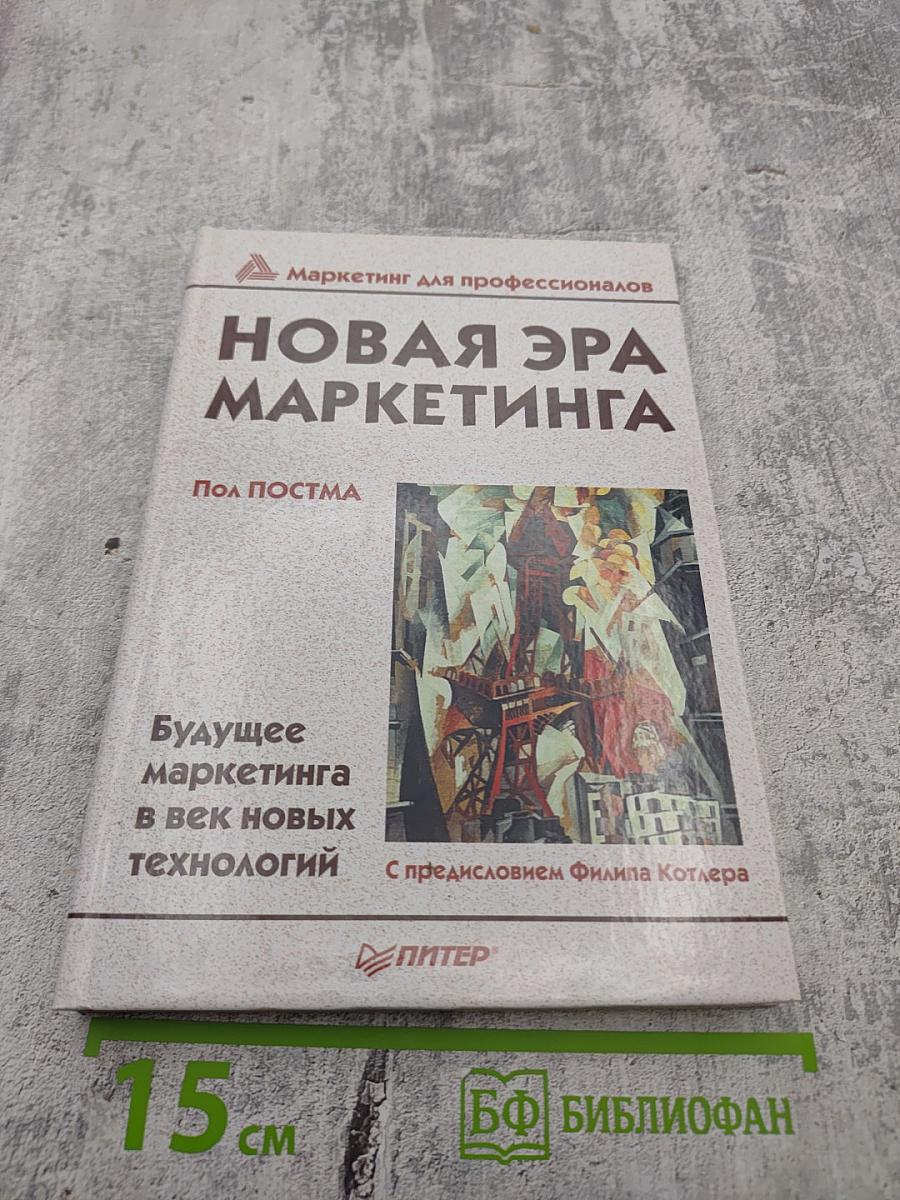 Маркетинг для профессионалов
НОВАЯ ЭРА
МАРКЕТИНГА
Пол ПОСТМА
Будущее
маркетинга
в век новых
технологий
С предисловием Филипа Котлера
ПИТЕР®
15 см
БФ БИБЛИОФАН